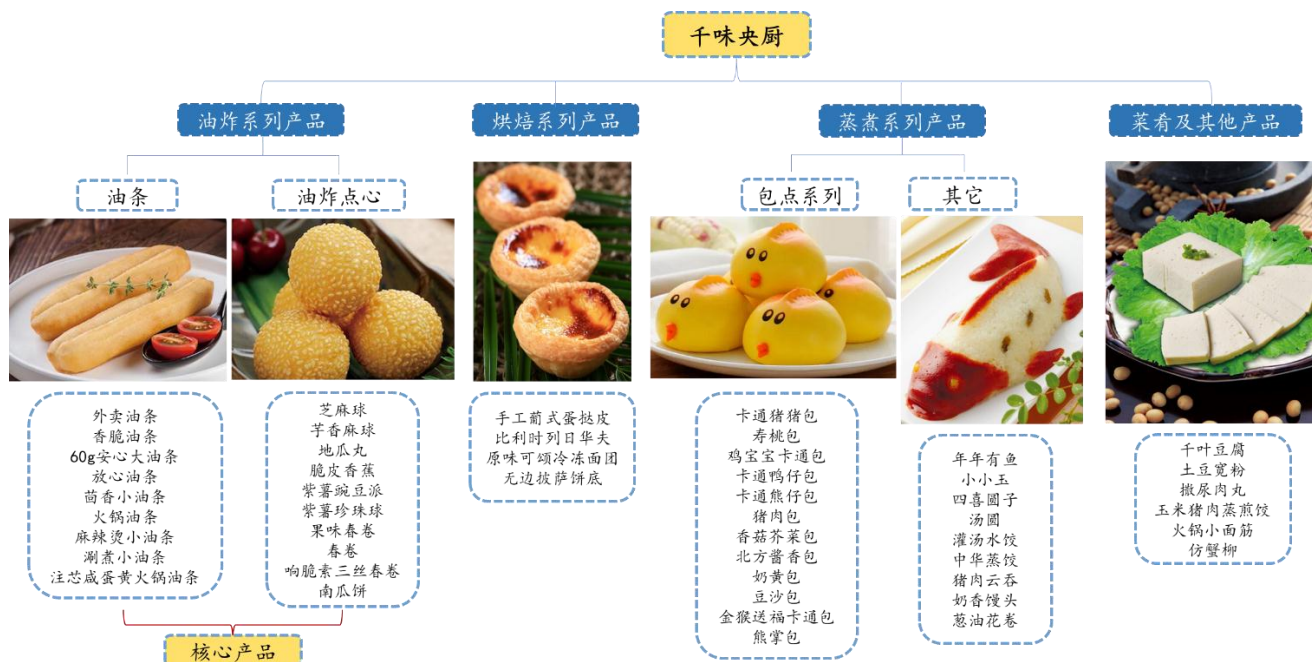 千味央厨
油炸系列产品
烘焙系列产品
蒸煮系列产品
菜肴及其他产品
油条
油炸点心
包点系列
其它
外卖油条
香脆油条
60g安心大油条
放心油条
茴香小油条
火锅油条
麻辣烫小油条
涮煮小油条
注芯咸蛋黄火锅油条
芝麻球
芋香麻球
地瓜丸
脆皮香蕉
紫薯豌豆派
紫薯珍珠球
果味春卷
春卷
响脆素三丝春卷
南瓜饼
手工葡式蛋挞皮
比利时列日华夫
原味可颂冷冻面团
无边披萨饼底
卡通猪猪包
寿桃包
鸡宝宝卡通包
卡通鸭仔包
卡通熊仔包
猪肉包
香菇芥菜包
北方酱香包
奶黄包
豆沙包
金猴送福卡通包
熊掌包
年年有鱼
小小玉
四喜圆子
汤圆
灌汤水饺
中华蒸饺
猪肉云吞
奶香馒头
葱油花卷
千叶豆腐
土豆宽粉
撒尿肉丸
玉米猪肉蒸煎饺
火锅小面筋
仿蟹柳
核心产品